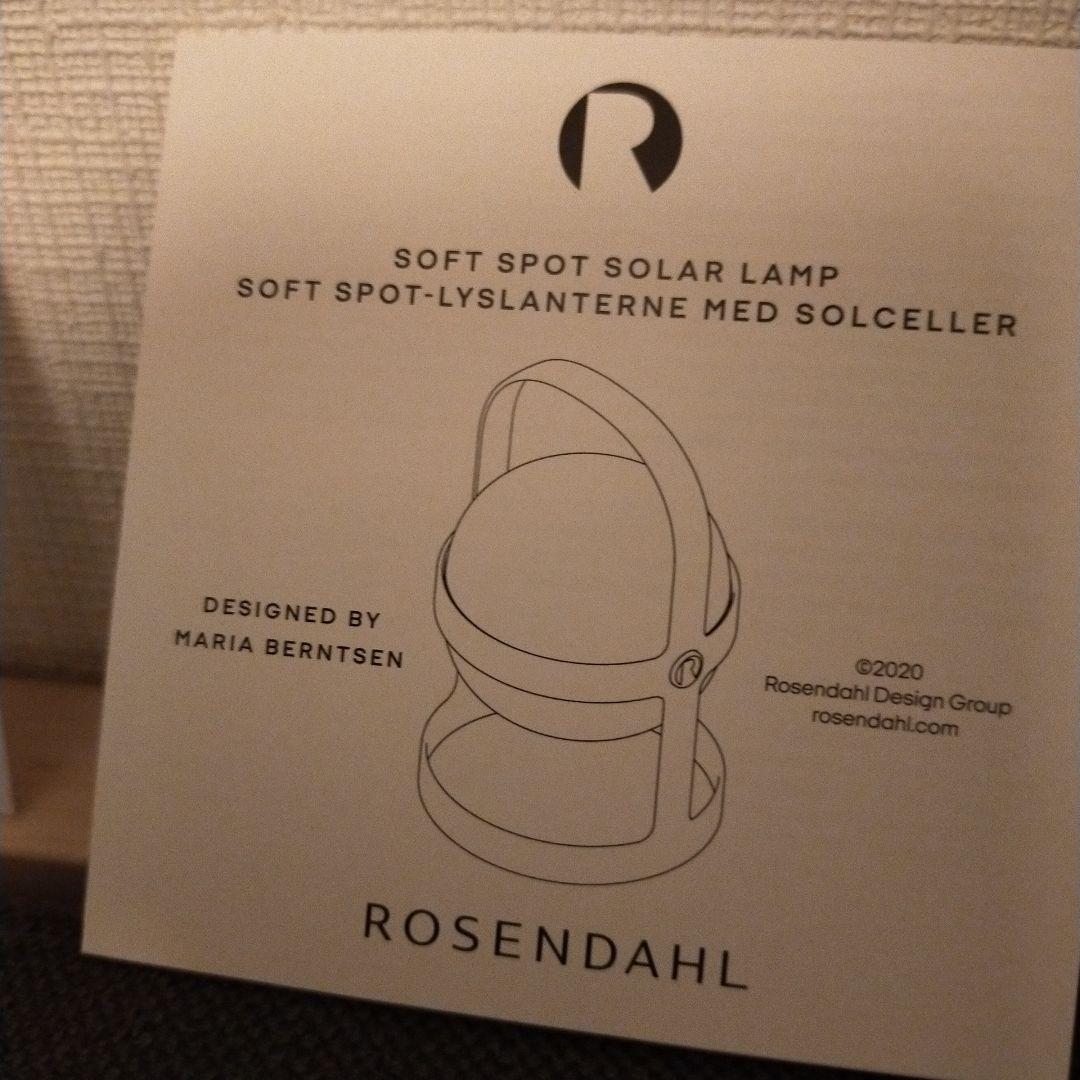 R
SOFT SPOT SOLAR LAMP
SOFT SPOT-LYSLANTERNE MED SOLCELLER
DESIGNED BY
MARIA BERNTSEN
R
©2020
Rosendahl Design Group
rosendahl.com
ROSENDAHL